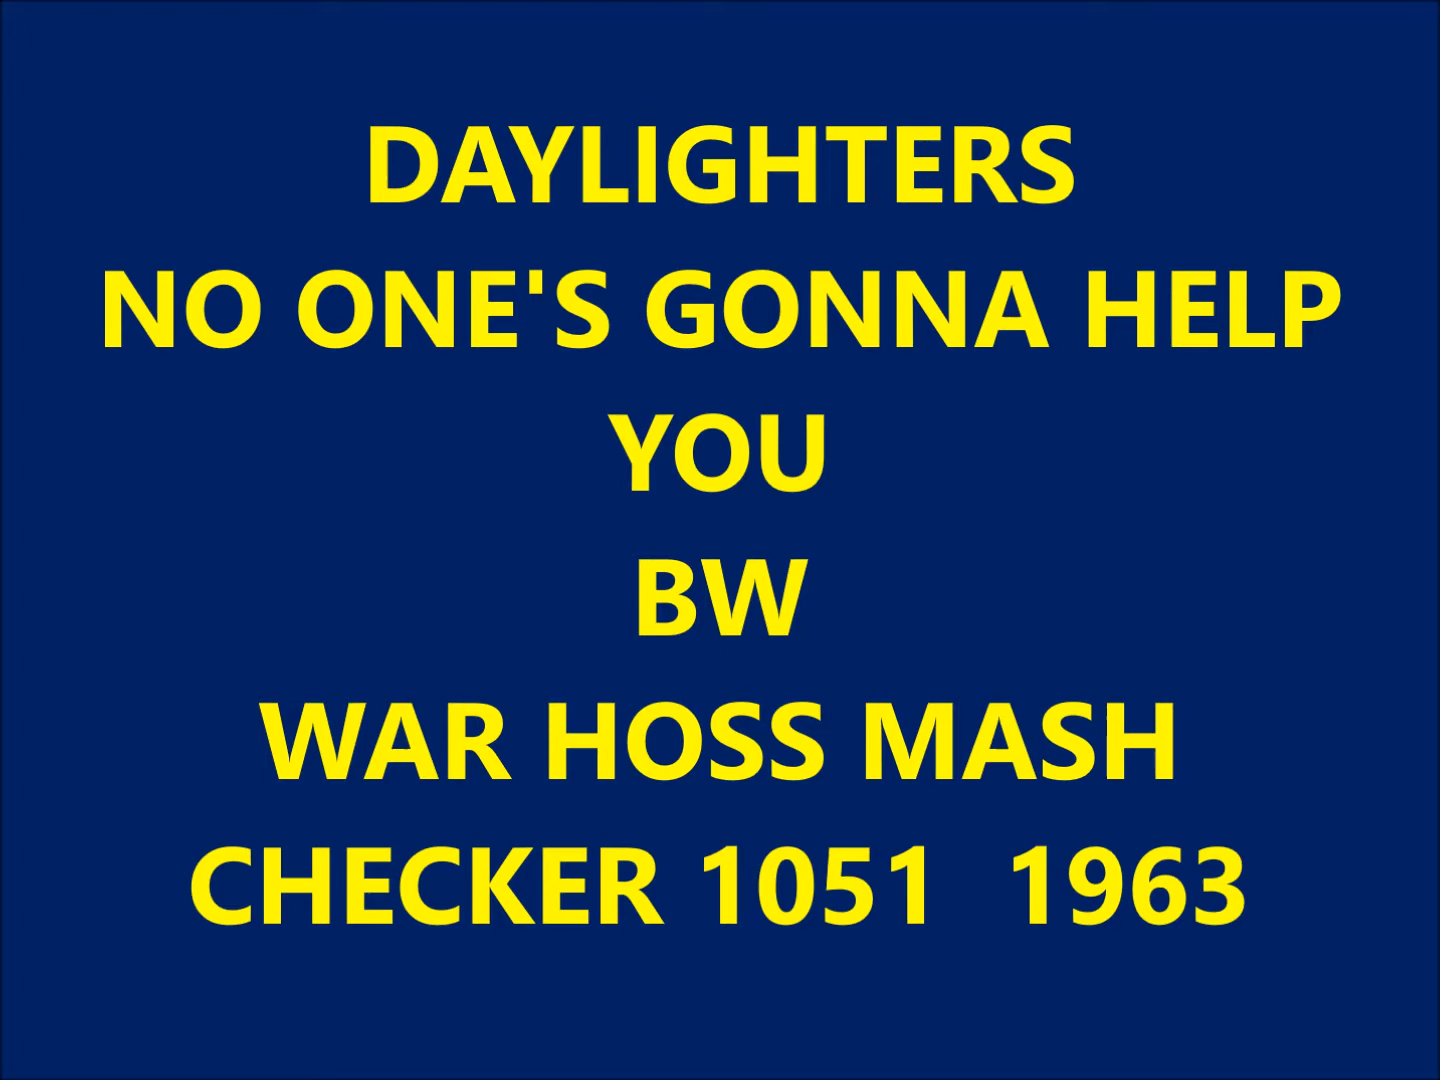 DAYLIGHTERS
NO ONE'S GONNA HELP
YOU
BW
WAR HOSS MASH
CHECKER 1051  1963